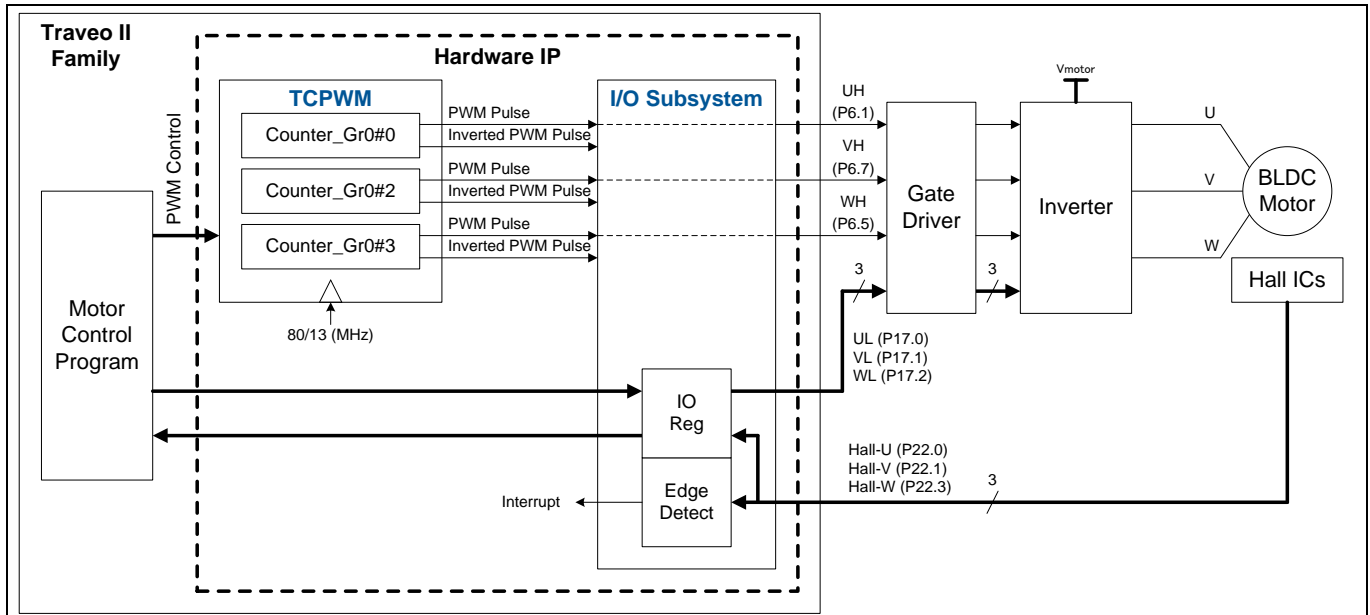 Traveo II
Family
Hardware IP
TCPWM
I/O Subsystem
Counter_Gr0#0
Counter_Gr0#2
Counter_Gr0#3
PWM Pulse
Inverted PWM Pulse
PWM Pulse
Inverted PWM Pulse
PWM Pulse
Inverted PWM Pulse
80/13 (MHz)
PWM Control
Motor
Control
Program
UH
(P6.1)
VH
(P6.7)
WH
(P6.5)
Gate
Driver
Vmotor
Inverter
U
V
W
BLDC
Motor
Hall ICs
3
3
UL (P17.0)
VL (P17.1)
WL (P17.2)
IO
Reg
Edge
Detect
Interrupt
Hall-U (P22.0)
Hall-V (P22.1)
Hall-W (P22.3)
3